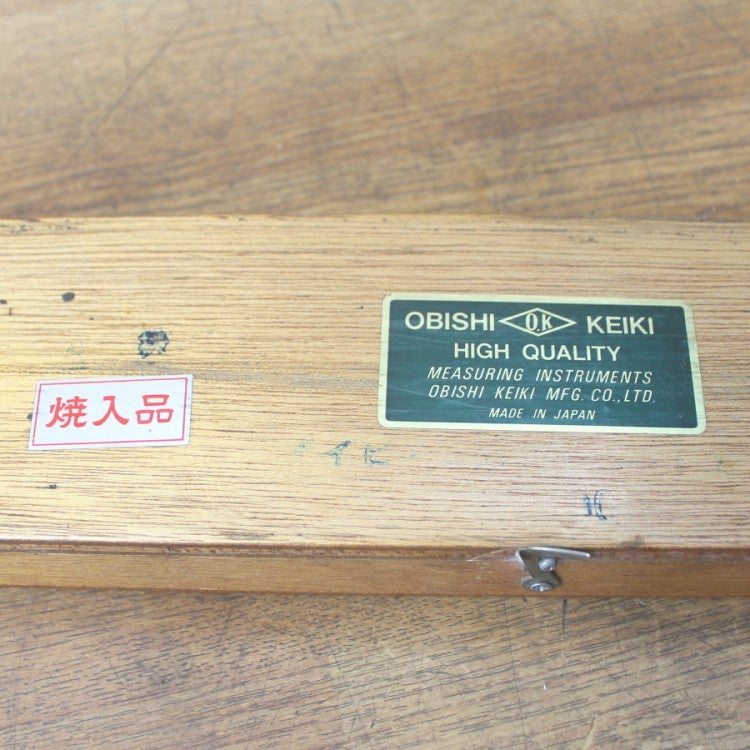 OBISHI O.K KEIKI
HIGH QUALITY
MEASURING INSTRUMENTS
OBISHI KEIKI MFG. CO., LTD.
MADE IN JAPAN
焼入品